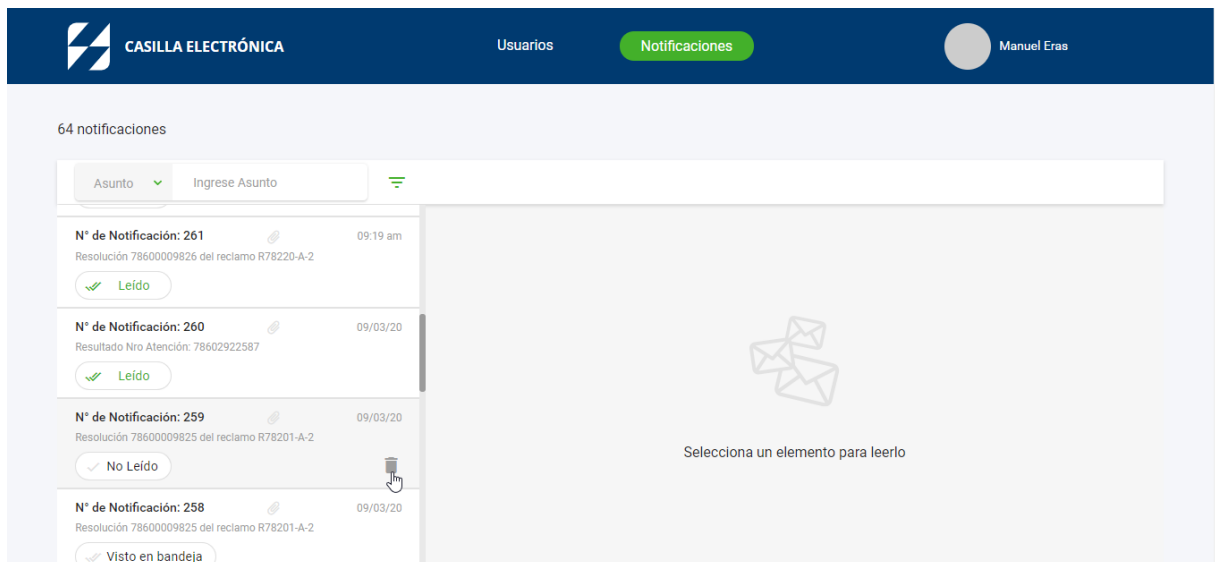 CASILLA ELECTRÓNICA
Usuarios
Notificaciones
Manuel Eras
64 notificaciones
Asunto
Ingrese Asunto
N° de Notificación: 261
09:19 am
Resolución 78600009826 del reclamo R78220-A-2
Leído
N° de Notificación: 260
09/03/20
Resultado Nro Atención: 78602922587
Leído
N° de Notificación: 259
09/03/20
Resolución 78600009825 del reclamo R78201-A-2
No Leído
N° de Notificación: 258
09/03/20
Resolución 78600009825 del reclamo R78201-A-2
Visto en bandeja
Selecciona un elemento para leerlo